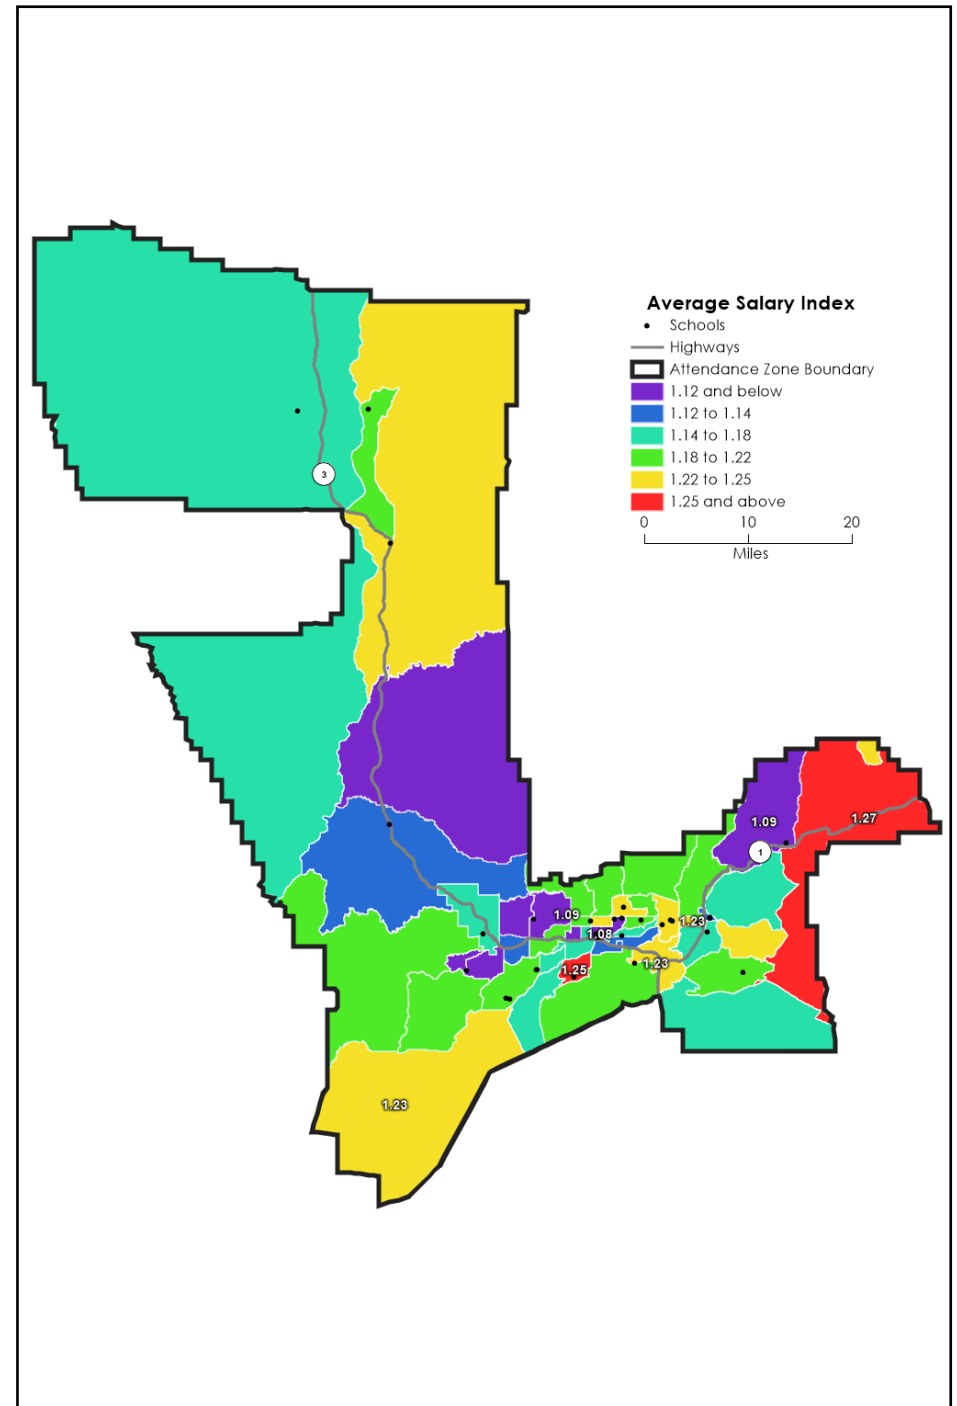 Average Salary Index
Schools
Highways
Attendance Zone Boundary
1.12 and below
1.12 to 1.14
1.14 to 1.18
1.18 to 1.22
1.22 to 1.25
1.25 and above
0 10 20
Miles
3
1.09
1.27
1
1.09
1.23
1.08
1.23
1.25
1.23